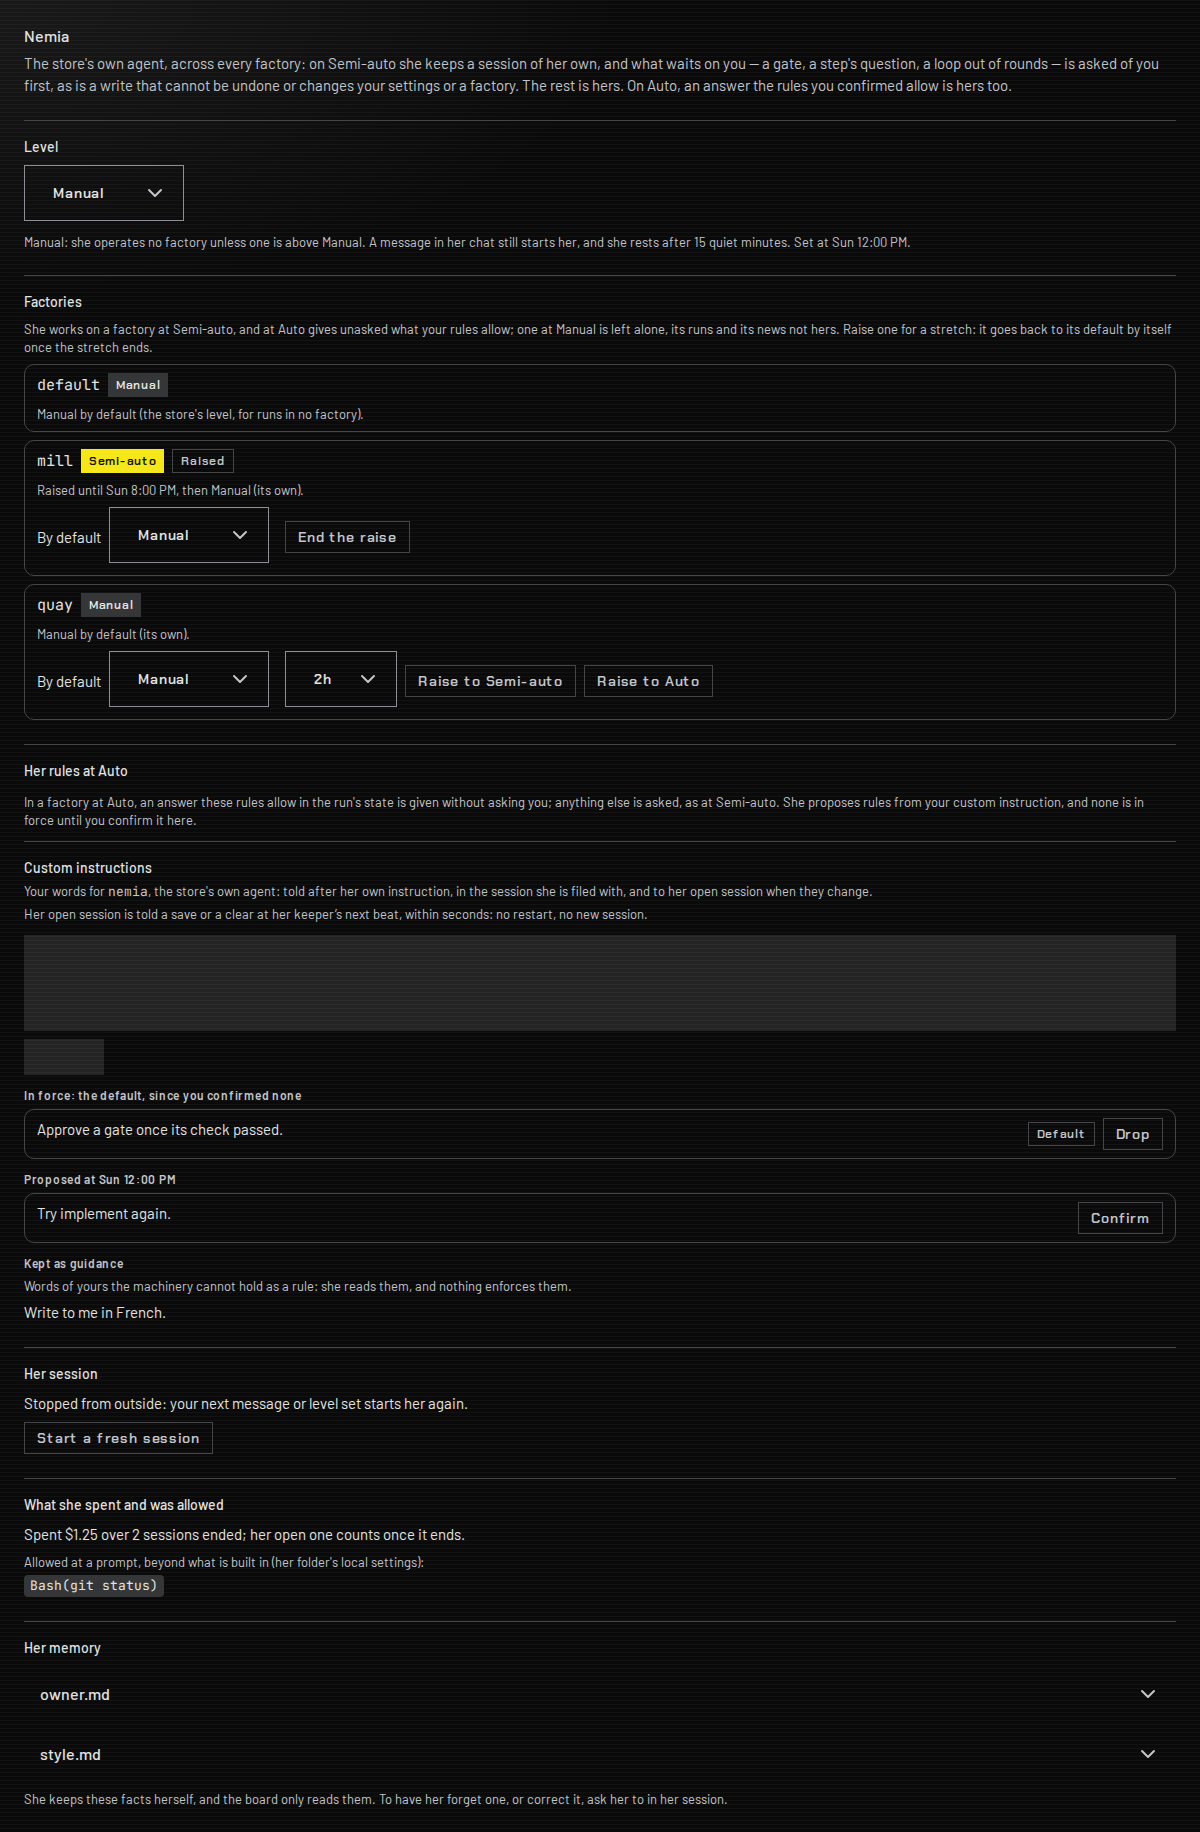 Nemia
The store's own agent, across every factory: on Semi-auto she keeps a session of her own, and what waits on you — a gate, a step's question, a loop out of rounds — is asked of you
first, as is a write that cannot be undone or changes your settings or a factory. The rest is hers. On Auto, an answer the rules you confirmed allow is hers too.
Level
Manual
Manual: she operates no factory unless one is above Manual. A message in her chat still starts her, and she rests after 15 quiet minutes. Set at Sun 12:00 PM.
Factories
She works on a factory at Semi-auto, and at Auto gives unasked what your rules allow; one at Manual is left alone, its runs and its news not hers. Raise one for a stretch: it goes back to its default by itself
once the stretch ends.
default Manual
Manual by default (the store's level, for runs in no factory).
mill Semi-auto Raised
Raised until Sun 8:00 PM, then Manual (its own).
By default Manual End the raise
quay Manual
Manual by default (its own).
By default Manual 2h Raise to Semi-auto Raise to Auto
Her rules at Auto
In a factory at Auto, an answer these rules allow in the run's state is given without asking you; anything else is asked, as at Semi-auto. She proposes rules from your custom instruction, and none is in
force until you confirm it here.
Custom instructions
Your words for nemia, the store's own agent: told after her own instruction, in the session she is filed with, and to her open session when they change.
Her open session is told a save or a clear at her keeper's next beat, within seconds: no restart, no new session.
In force: the default, since you confirmed none
Approve a gate once its check passed. Default Drop
Proposed at Sun 12:00 PM
Try implement again. Confirm
Kept as guidance
Words of yours the machinery cannot hold as a rule: she reads them, and nothing enforces them.
Write to me in French.
Her session
Stopped from outside: your next message or level set starts her again.
Start a fresh session
What she spent and was allowed
Spent $1.25 over 2 sessions ended; her open one counts once it ends.
Allowed at a prompt, beyond what is built in (her folder's local settings):
Bash(git status)
Her memory
owner.md
style.md
She keeps these facts herself, and the board only reads them. To have her forget one, or correct it, ask her to in her session.